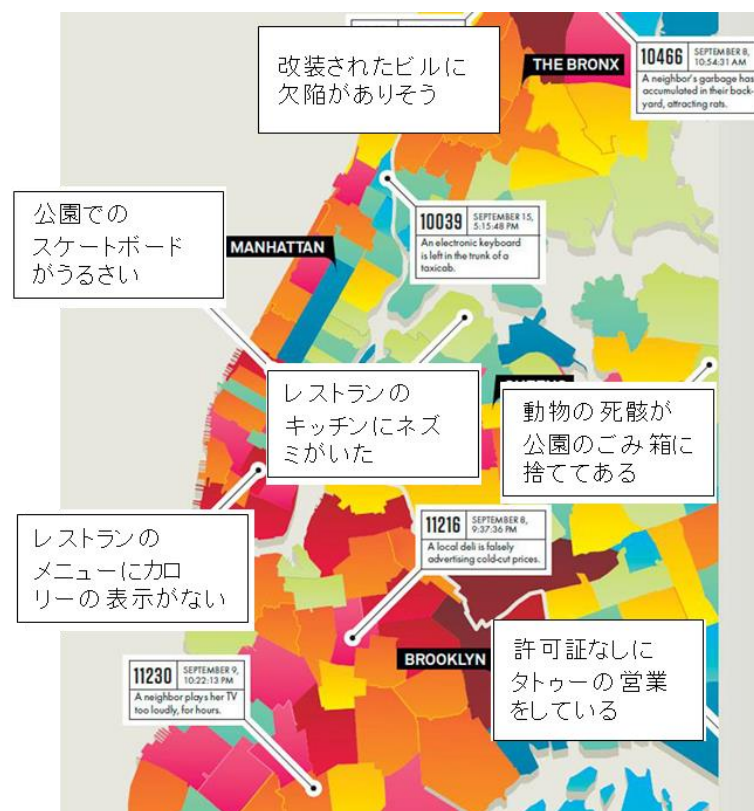 改装されたビルに
欠陥がありそう
THE BRONX
10466
SEPTEMBER 8,
10:54:31 AM
A neighbor's garbage has
accumulated in their back-
yard, attracting rats.
公園での
スケートボード
がうるさい
MANHATTAN
10039
SEPTEMBER 15,
5:15:48 PM
An electronic keyboard
is left in the trunk of a
taxicab.
レストランの
キッチンにネズ
ミがいた
動物の死骸が
公園のごみ箱に
捨ててある
レストランの
メニューにカロ
リーの表示がない
11216
SEPTEMBER 8,
9:37:36 PM
A local deli is falsely
advertising cold-cut prices.
BROOKLYN
許可証なしに
タトゥーの営業
をしている
11230
SEPTEMBER 9,
10:22:13 PM
A neighbor plays her TV
too loudly, for hours.